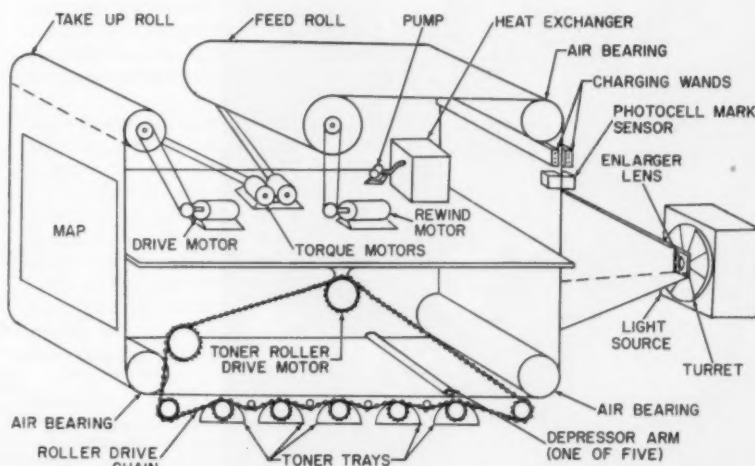 TAKE UP ROLL
FEED ROLL
PUMP
HEAT EXCHANGER
AIR BEARING
CHARGING WANDS
PHOTOCELL MARK
SENSOR
ENLARGER
LENS
MAP
DRIVE MOTOR
TORQUE MOTORS
REWIND
MOTOR
TONER ROLLER
DRIVE MOTOR
LIGHT
SOURCE
TURRET
AIR BEARING
AIR BEARING
ROLLER DRIVE
CHAIN
TONER TRAYS
DEPRESSOR ARM
(ONE OF FIVE)